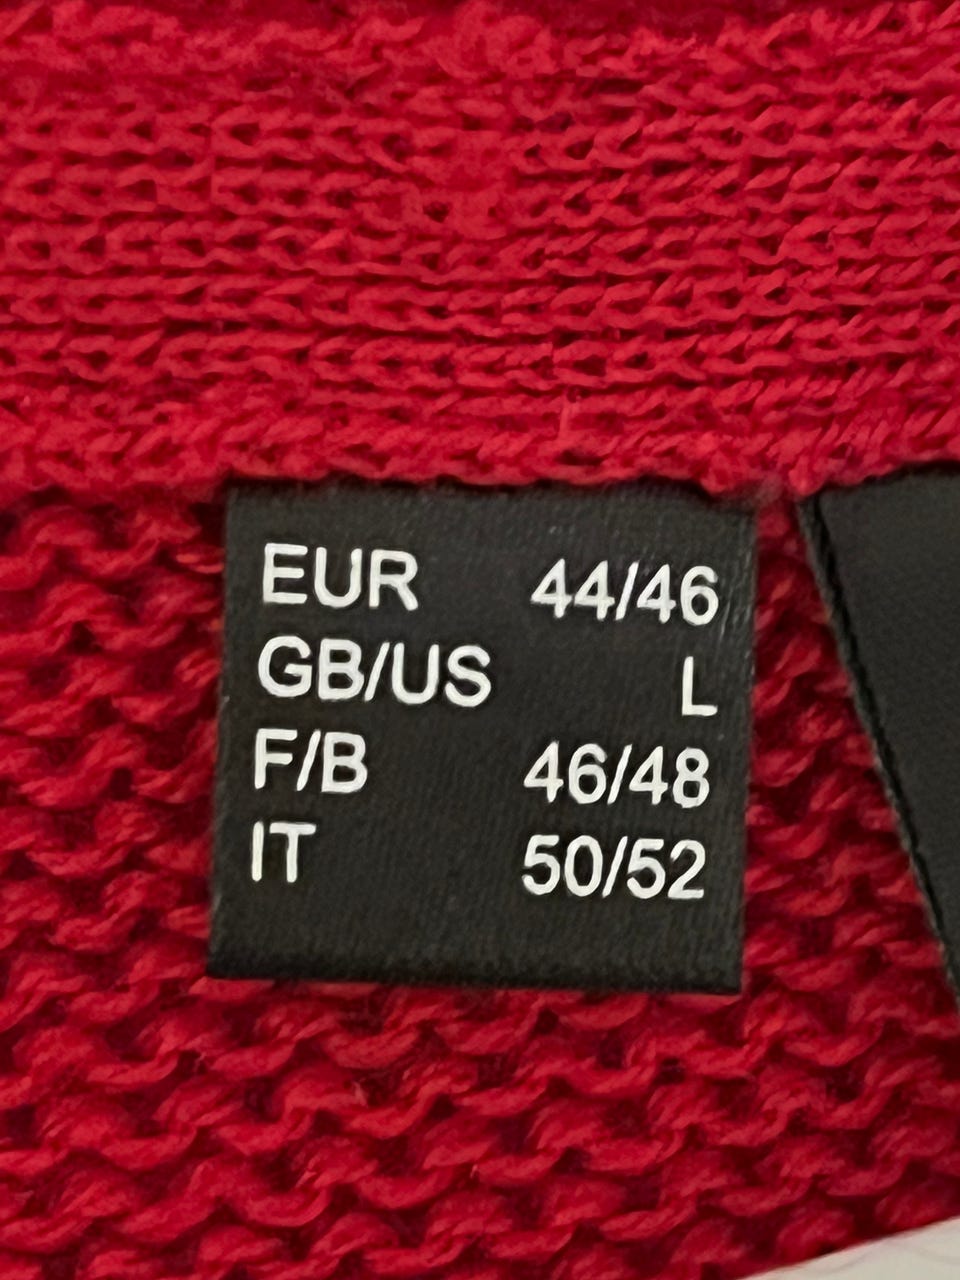 EUR 44/46
GB/US L
F/B 46/48
IT 50/52